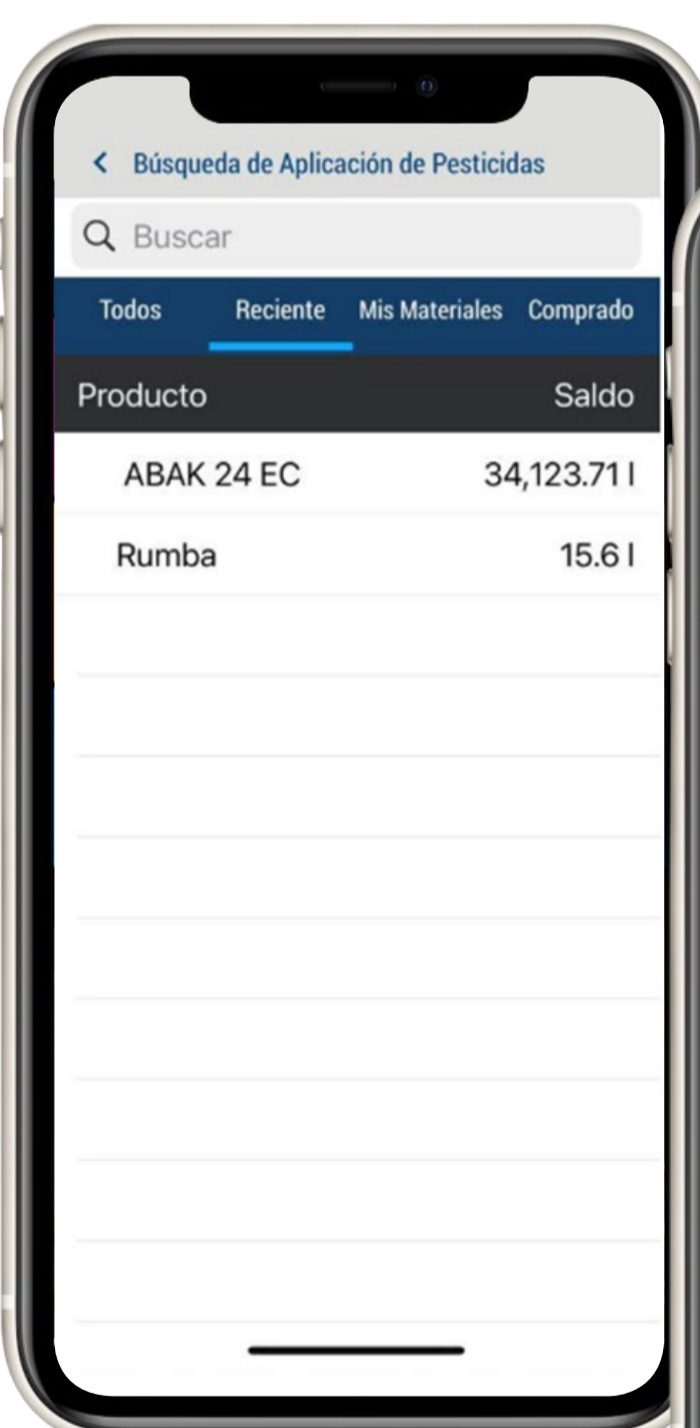 Búsqueda de Aplicación de Pesticidas
Buscar
Todos Reciente Mis Materiales Comprado
Producto Saldo
ABAK 24 EC 34,123.71 l
Rumba 15.6 l